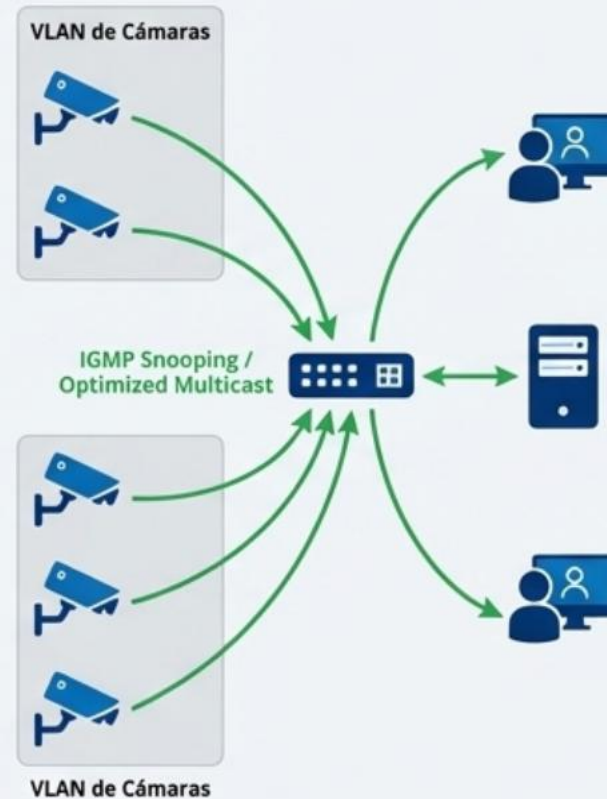 VLAN de Cámaras
IGMP Snooping /
Optimized Multicast
VLAN de Cámaras